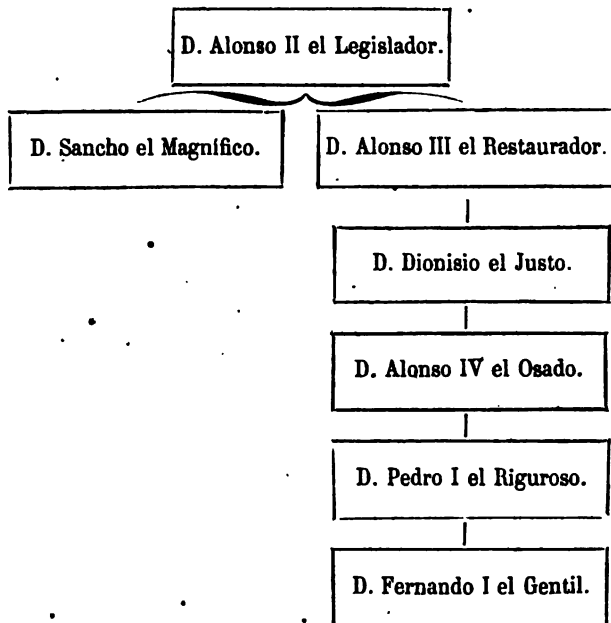 D. Alonso II el Legislador.
D. Sancho el Magnífico.
D. Alonso III el Restaurador.
D. Dionisio el Justo.
D. Alonso IV el Osado.
D. Pedro I el Riguroso.
D. Fernando I el Gentil.